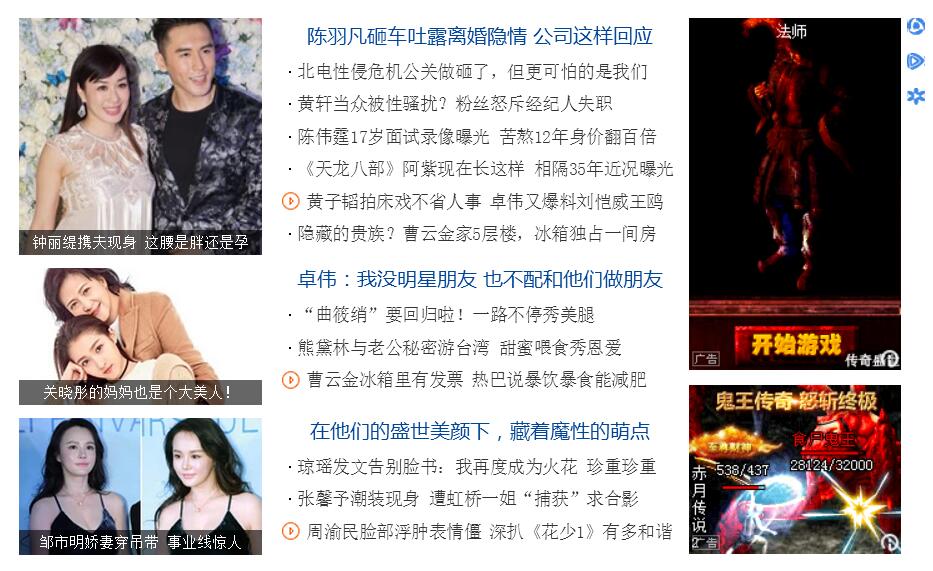 钟丽缇携夫现身 这腰是胖还是孕
关晓彤的妈妈也是个大美人！
邹市明娇妻穿吊带 事业线惊人
陈羽凡砸车吐露离婚隐情 公司这样回应
· 北电性侵危机公关做砸了，但更可怕的是我们
· 黄轩当众被性骚扰？粉丝怒斥经纪人失职
· 陈伟霆17岁面试录像曝光 苦熬12年身价翻百倍
· 《天龙八部》阿紫现在长这样 相隔35年近况曝光
黄子韬拍床戏不省人事 卓伟又爆料刘恺威王鸥
· 隐藏的贵族？曹云金家5层楼，冰箱独占一间房
卓伟：我没明星朋友 也不配和他们做朋友
· “曲筱绡”要回归啦！一路不停秀美腿
· 熊黛林与老公秘密游台湾 甜蜜喂食秀恩爱
曹云金冰箱里有发票 热巴说暴饮暴食能减肥
在他们的盛世美颜下，藏着魔性的萌点
· 琼瑶发文告别脸书：我再度成为火花 珍重珍重
· 张馨予潮装现身 遭虹桥一姐“捕获”求合影
周渝民脸部浮肿表情僵 深扒《花少1》有多和谐
法师
开始游戏
广告
传奇盛世
鬼王传奇 怒斩终极
食尸鬼王
538/437
28124/32000
赤月传说2
广告